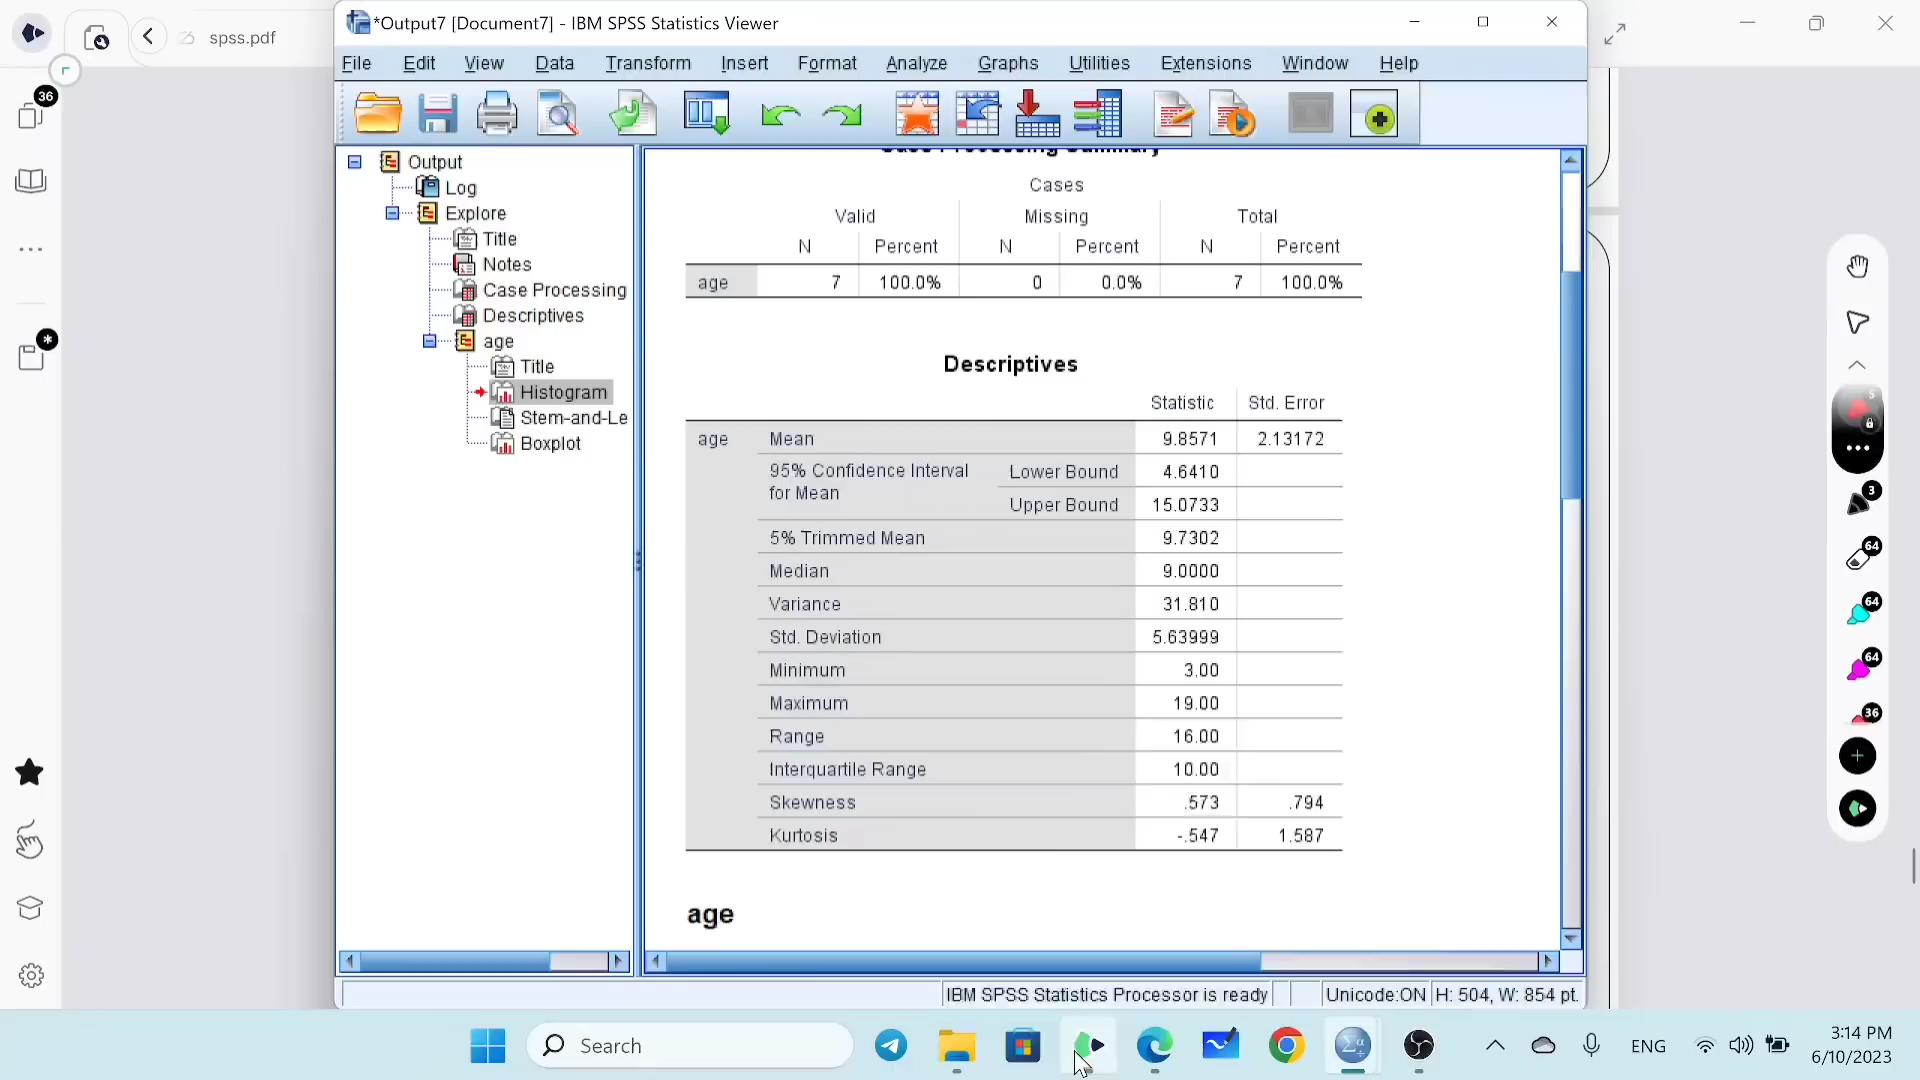 spss.pdf
*Output7 [Document7] - IBM SPSS Statistics Viewer
File Edit View Data Transform Insert Format Analyze Graphs Utilities Extensions Window Help
36
Output
Log
Explore
Title
Notes
Case Processing
Descriptives
age
Title
Histogram
Stem-and-Le
Boxplot
Case Processing Summary
Cases
Valid Missing Total
N Percent N Percent N Percent
age 7 100.0% 0 0.0% 7 100.0%
Descriptives
Statistic Std. Error
age Mean 9.8571 2.13172
95% Confidence Interval for Mean Lower Bound 4.6410
Upper Bound 15.0733
5% Trimmed Mean 9.7302
Median 9.0000
Variance 31.810
Std. Deviation 5.63999
Minimum 3.00
Maximum 19.00
Range 16.00
Interquartile Range 10.00
Skewness .573 .794
Kurtosis -.547 1.587
age
5
3
64
64
64
36
IBM SPSS Statistics Processor is ready Unicode:ON H: 504, W: 854 pt.
Search
ENG
3:14 PM
6/10/2023